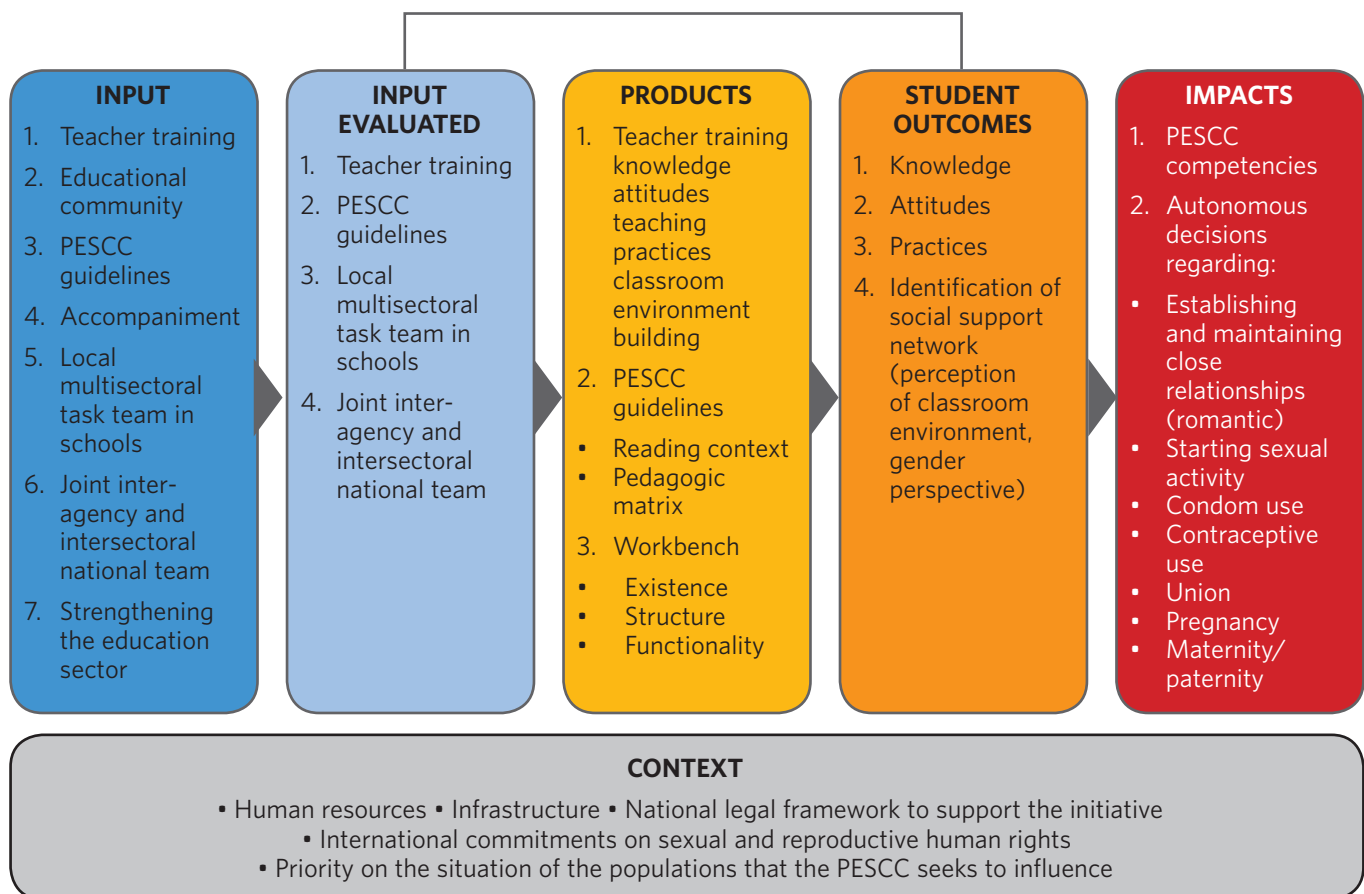 INPUT
1. Teacher training
2. Educational
community
3. PESCC
guidelines
4. Accompaniment
5. Local
multisectoral
task team in
schools
6. Joint inter-
agency and
intersectoral
national team
7. Strengthening
the education
sector
INPUT
EVALUATED
1. Teacher training
2. PESCC
guidelines
3. Local
multisectoral
task team in
schools
4. Joint inter-
agency and
intersectoral
national team
PRODUCTS
1. Teacher training
knowledge
attitudes
teaching
practices
classroom
environment
building
2. PESCC
guidelines
• Reading context
• Pedagogic
matrix
3. Workbench
• Existence
• Structure
• Functionality
STUDENT
OUTCOMES
1. Knowledge
2. Attitudes
3. Practices
4. Identification of
social support
network
(perception
of classroom
environment,
gender
perspective)
IMPACTS
1. PESCC
competencies
2. Autonomous
decisions
regarding:
• Establishing
and maintaining
close
relationships
(romantic)
• Starting sexual
activity
• Condom use
• Contraceptive
use
• Union
• Pregnancy
• Maternity/
paternity
CONTEXT
• Human resources • Infrastructure • National legal framework to support the initiative
• International commitments on sexual and reproductive human rights
• Priority on the situation of the populations that the PESCC seeks to influence